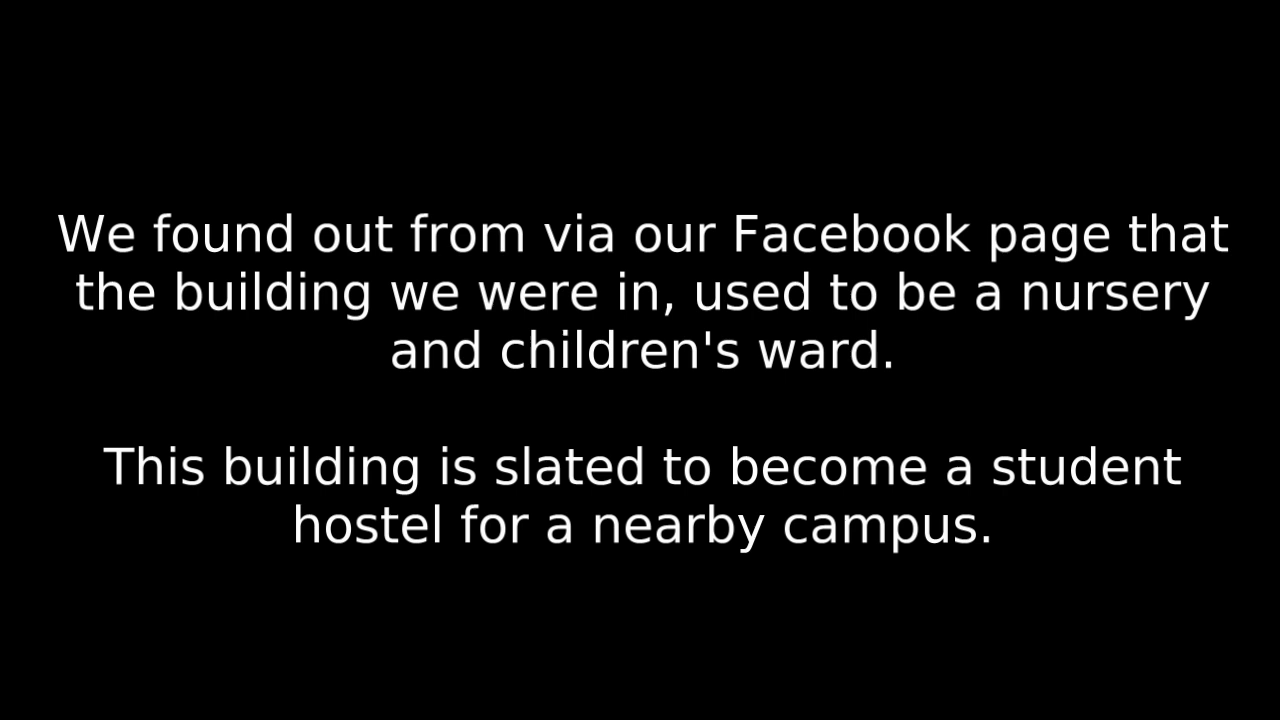 We found out from via our Facebook page that
the building we were in, used to be a nursery
and children's ward.
This building is slated to become a student
hostel for a nearby campus.